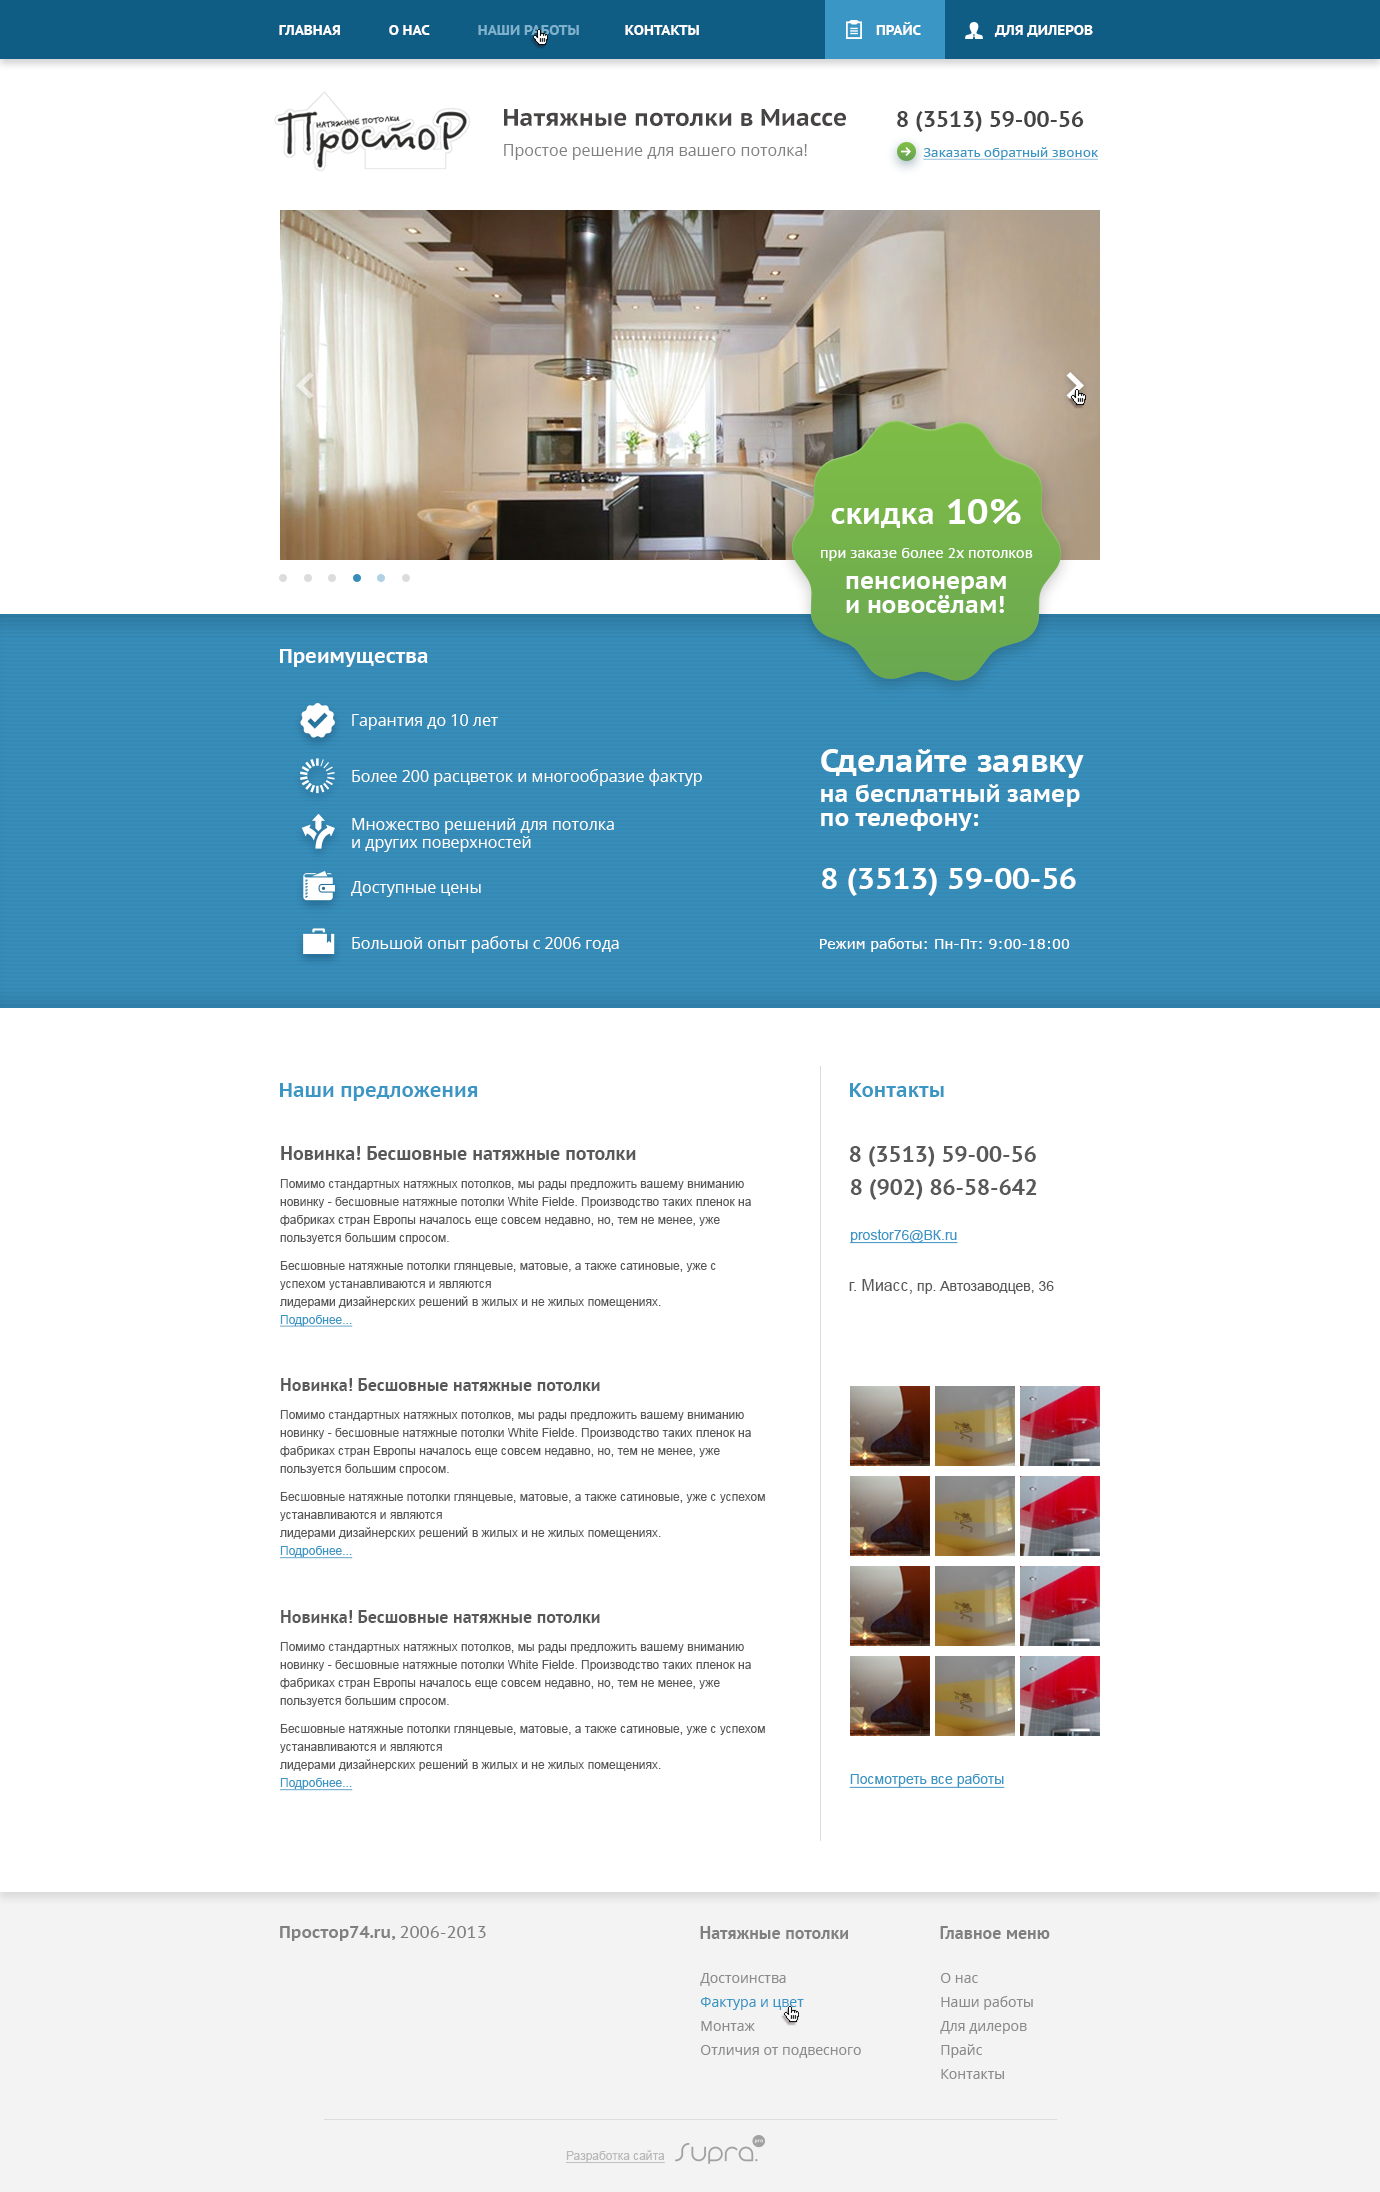 ГЛАВНАЯ
О НАС
НАШИ РАБОТЫ
КОНТАКТЫ
ПРАЙС
ДЛЯ ДИЛЕРОВ
НАТЯЖНЫЕ ПОТОЛКИ
ПростоР
Натяжные потолки в Миассе
Простое решение для вашего потолка!
8 (3513) 59-00-56
Заказать обратный звонок
скидка 10%
при заказе более 2х потолков
пенсионерам
и новосёлам!
Преимущества
Гарантия до 10 лет
Более 200 расцветок и многообразие фактур
Множество решений для потолка
и других поверхностей
Доступные цены
Большой опыт работы с 2006 года
Сделайте заявку
на бесплатный замер
по телефону:
8 (3513) 59-00-56
Режим работы: Пн-Пт: 9:00-18:00
Наши предложения
Новинка! Бесшовные натяжные потолки
Помимо стандартных натяжных потолков, мы рады предложить вашему вниманию
новинку - бесшовные натяжные потолки White Fielde. Производство таких пленок на
фабриках стран Европы началось еще совсем недавно, но, тем не менее, уже
пользуется большим спросом.
Бесшовные натяжные потолки глянцевые, матовые, а также сатиновые, уже с
успехом устанавливаются и являются
лидерами дизайнерских решений в жилых и не жилых помещениях.
Подробнее...
Новинка! Бесшовные натяжные потолки
Помимо стандартных натяжных потолков, мы рады предложить вашему вниманию
новинку - бесшовные натяжные потолки White Fielde. Производство таких пленок на
фабриках стран Европы началось еще совсем недавно, но, тем не менее, уже
пользуется большим спросом.
Бесшовные натяжные потолки глянцевые, матовые, а также сатиновые, уже с успехом
устанавливаются и являются
лидерами дизайнерских решений в жилых и не жилых помещениях.
Подробнее...
Новинка! Бесшовные натяжные потолки
Помимо стандартных натяжных потолков, мы рады предложить вашему вниманию
новинку - бесшовные натяжные потолки White Fielde. Производство таких пленок на
фабриках стран Европы началось еще совсем недавно, но, тем не менее, уже
пользуется большим спросом.
Бесшовные натяжные потолки глянцевые, матовые, а также сатиновые, уже с успехом
устанавливаются и являются
лидерами дизайнерских решений в жилых и не жилых помещениях.
Подробнее...
Контакты
8 (3513) 59-00-56
8 (902) 86-58-642
prostor76@BK.ru
г. Миасс, пр. Автозаводцев, 36
Посмотреть все работы
Простор74.ru, 2006-2013
Натяжные потолки
Достоинства
Фактура и цвет
Монтаж
Отличия от подвесного
Главное меню
О нас
Наши работы
Для дилеров
Прайс
Контакты
Разработка сайта
supra.